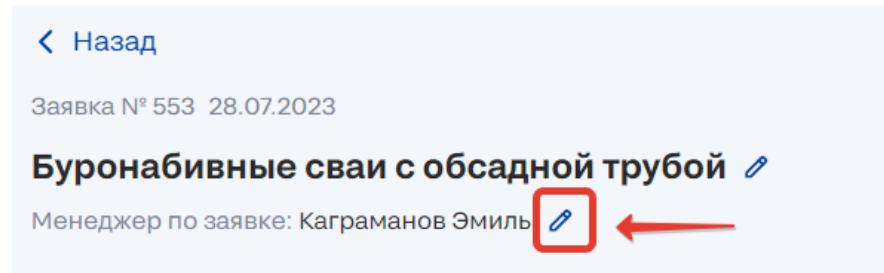 Назад
Заявка № 553 28.07.2023
Буронабивные сваи с обсадной трубой
Менеджер по заявке: Каграманов Эмиль